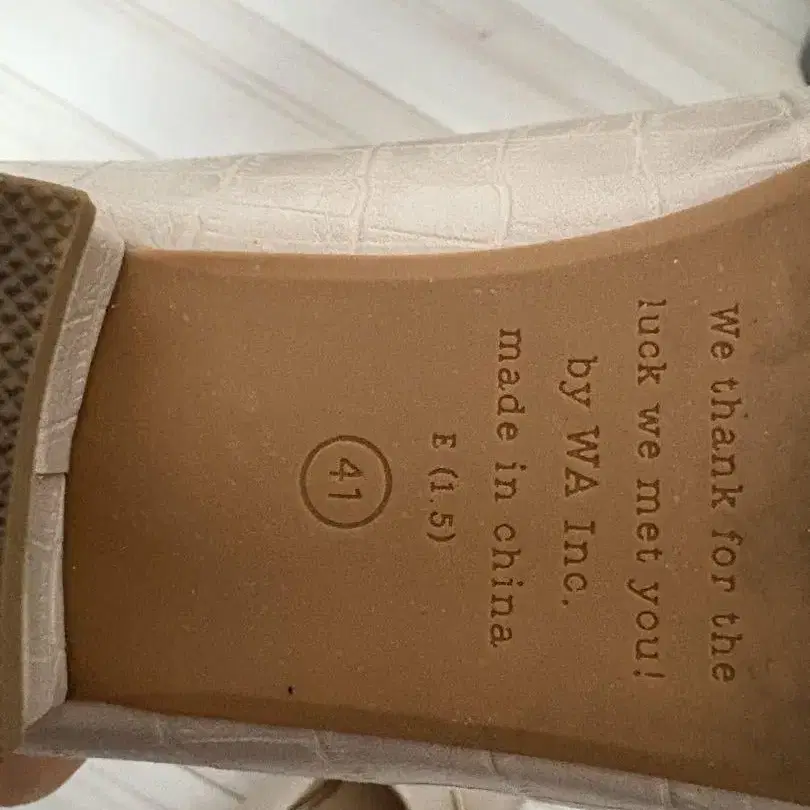 We thank for the
luck we met you!
by WA Inc.
made in china
E (1.5)
41